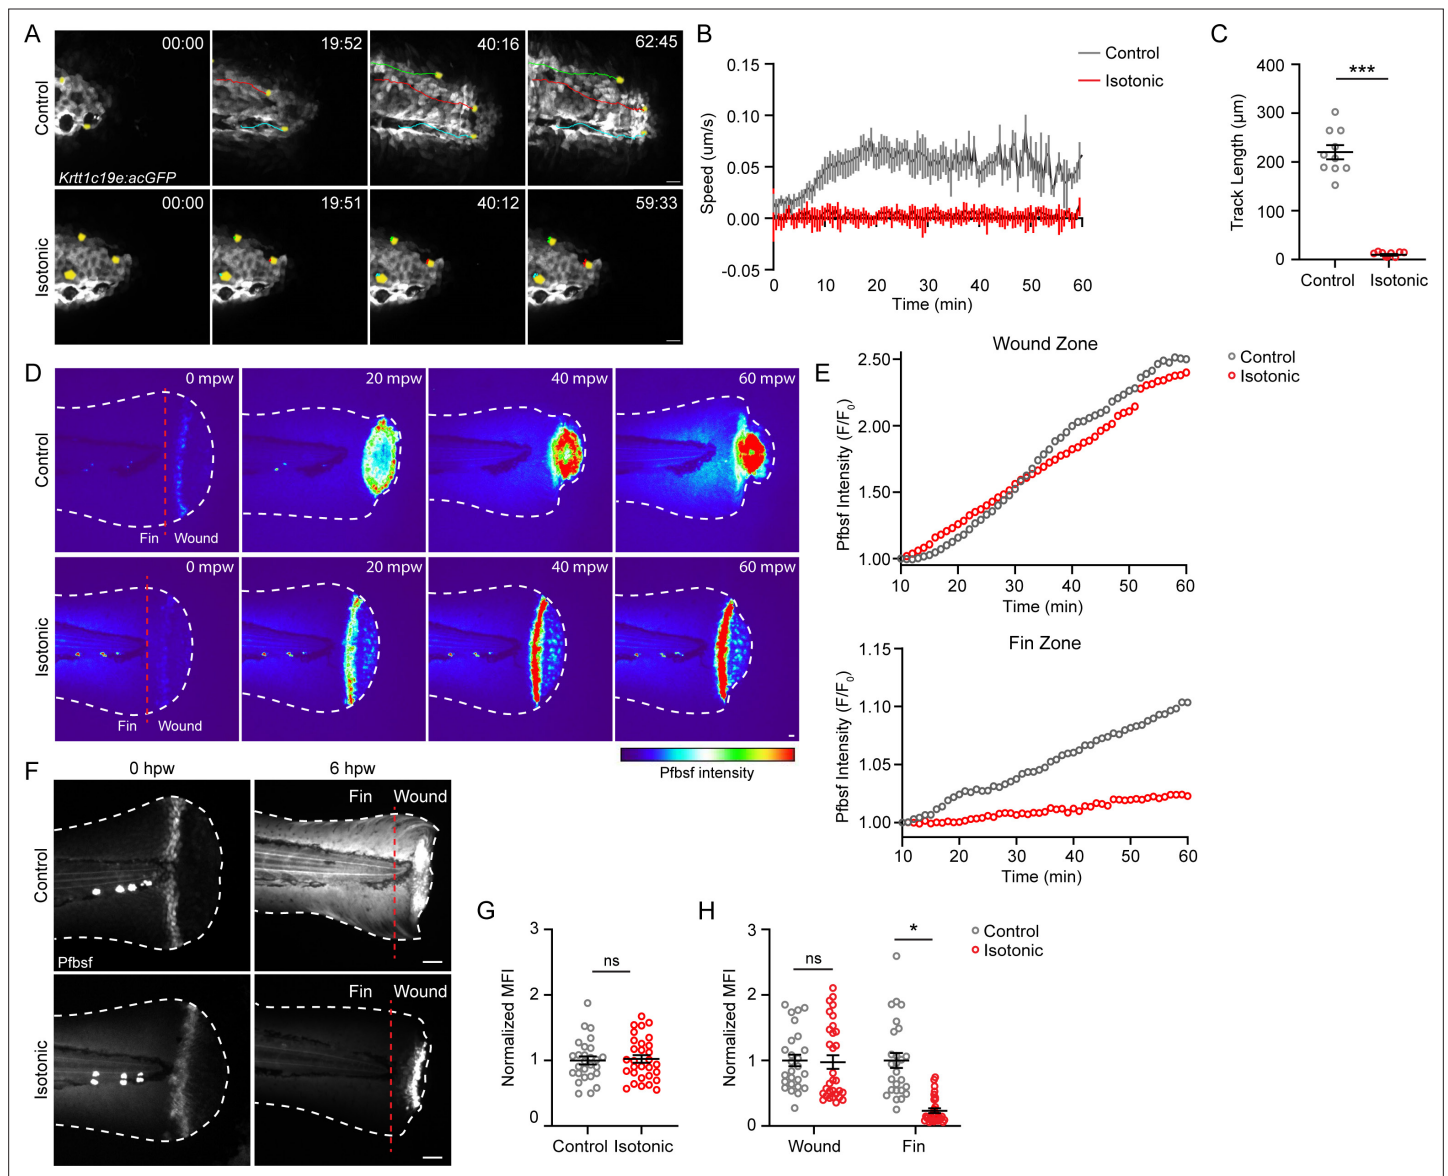 A
Control
00:00
19:52
40:16
62:45
Krtt1c19e:acGFP
Isotonic
00:00
19:51
40:12
59:33
B
Control
Isotonic
0.15
0.10
0.05
0.00
-0.05
Speed (um/s)
0 10 20 30 40 50 60
Time (min)
C
***
400
300
200
100
0
Track Length (μm)
Control Isotonic
D
Control
0 mpw
20 mpw
40 mpw
60 mpw
Fin Wound
Isotonic
0 mpw
20 mpw
40 mpw
60 mpw
Fin Wound
Pfbsf intensity
E
Wound Zone
Control
Isotonic
2.50
2.00
1.50
1.00
Pfbsf Intensity (F/F0)
10 20 30 40 50 60
Time (min)
Fin Zone
1.15
1.10
1.05
1.00
Pfbsf Intensity (F/F0)
10 20 30 40 50 60
Time (min)
F
0 hpw
6 hpw
Control
Pfbsf
Fin Wound
Isotonic
Fin Wound
G
3
2
1
0
Normalized MFI
ns
Control Isotonic
H
3
2
1
0
Normalized MFI
ns
*
Control
Isotonic
Wound Fin